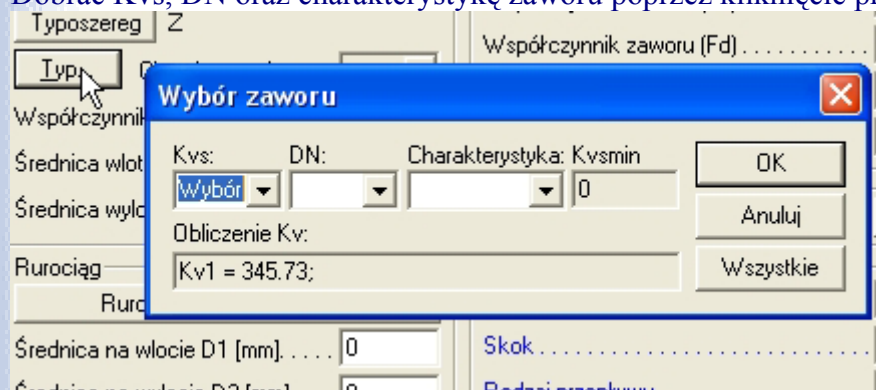 Dobrać Kvs, DN oraz charakterystykę zaworu poprzez kliknięcie
Typoszereg Z
Współczynnik zaworu (Fd)..........
Typ
Wybór zaworu
Współczynnik
Kvs: DN: Charakterystyka: Kvsmin
Średnica wlot
Wybór 0 OK
Średnica
Anuluj
Obliczenie Kv:
Kv1 = 345.73; Wszystkie
Rurociąg
Średnica na wlocie D1 [mm]..... 0
Skok..........................